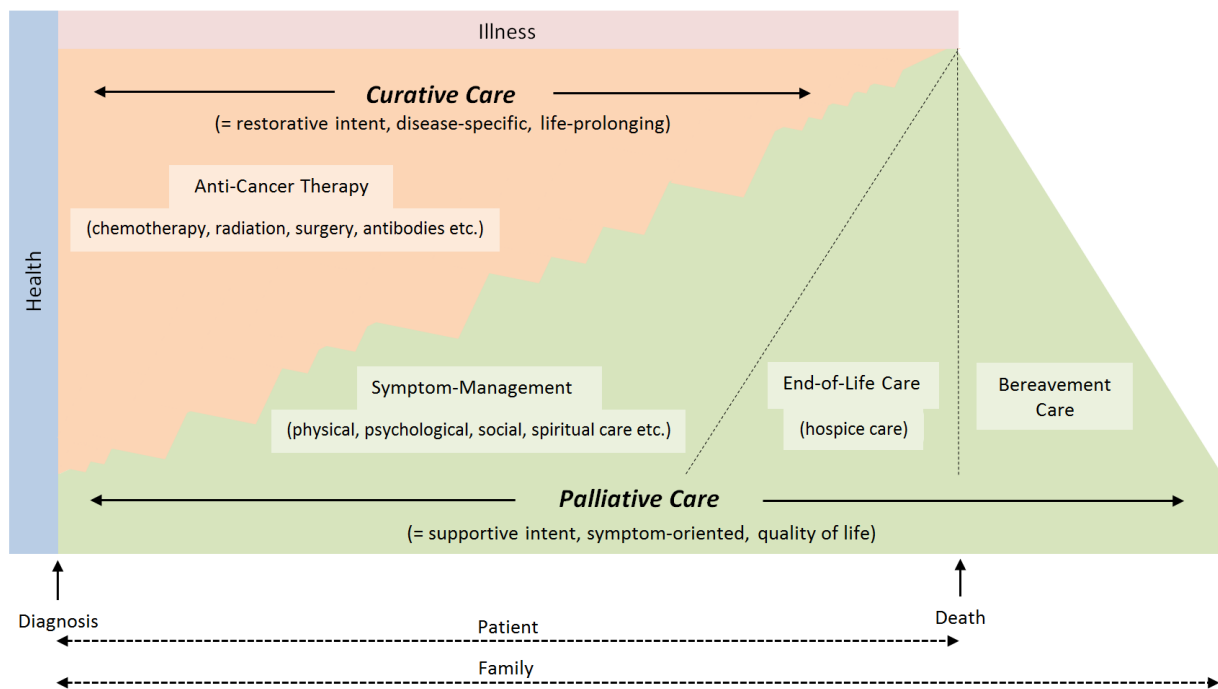 Illness
Health
Curative Care
(= restorative intent, disease-specific, life-prolonging)
Anti-Cancer Therapy
(chemotherapy, radiation, surgery, antibodies etc.)
Symptom-Management
(physical, psychological, social, spiritual care etc.)
End-of-Life Care
(hospice care)
Bereavement
Care
Palliative Care
(= supportive intent, symptom-oriented, quality of life)
Diagnosis
Death
Patient
Family